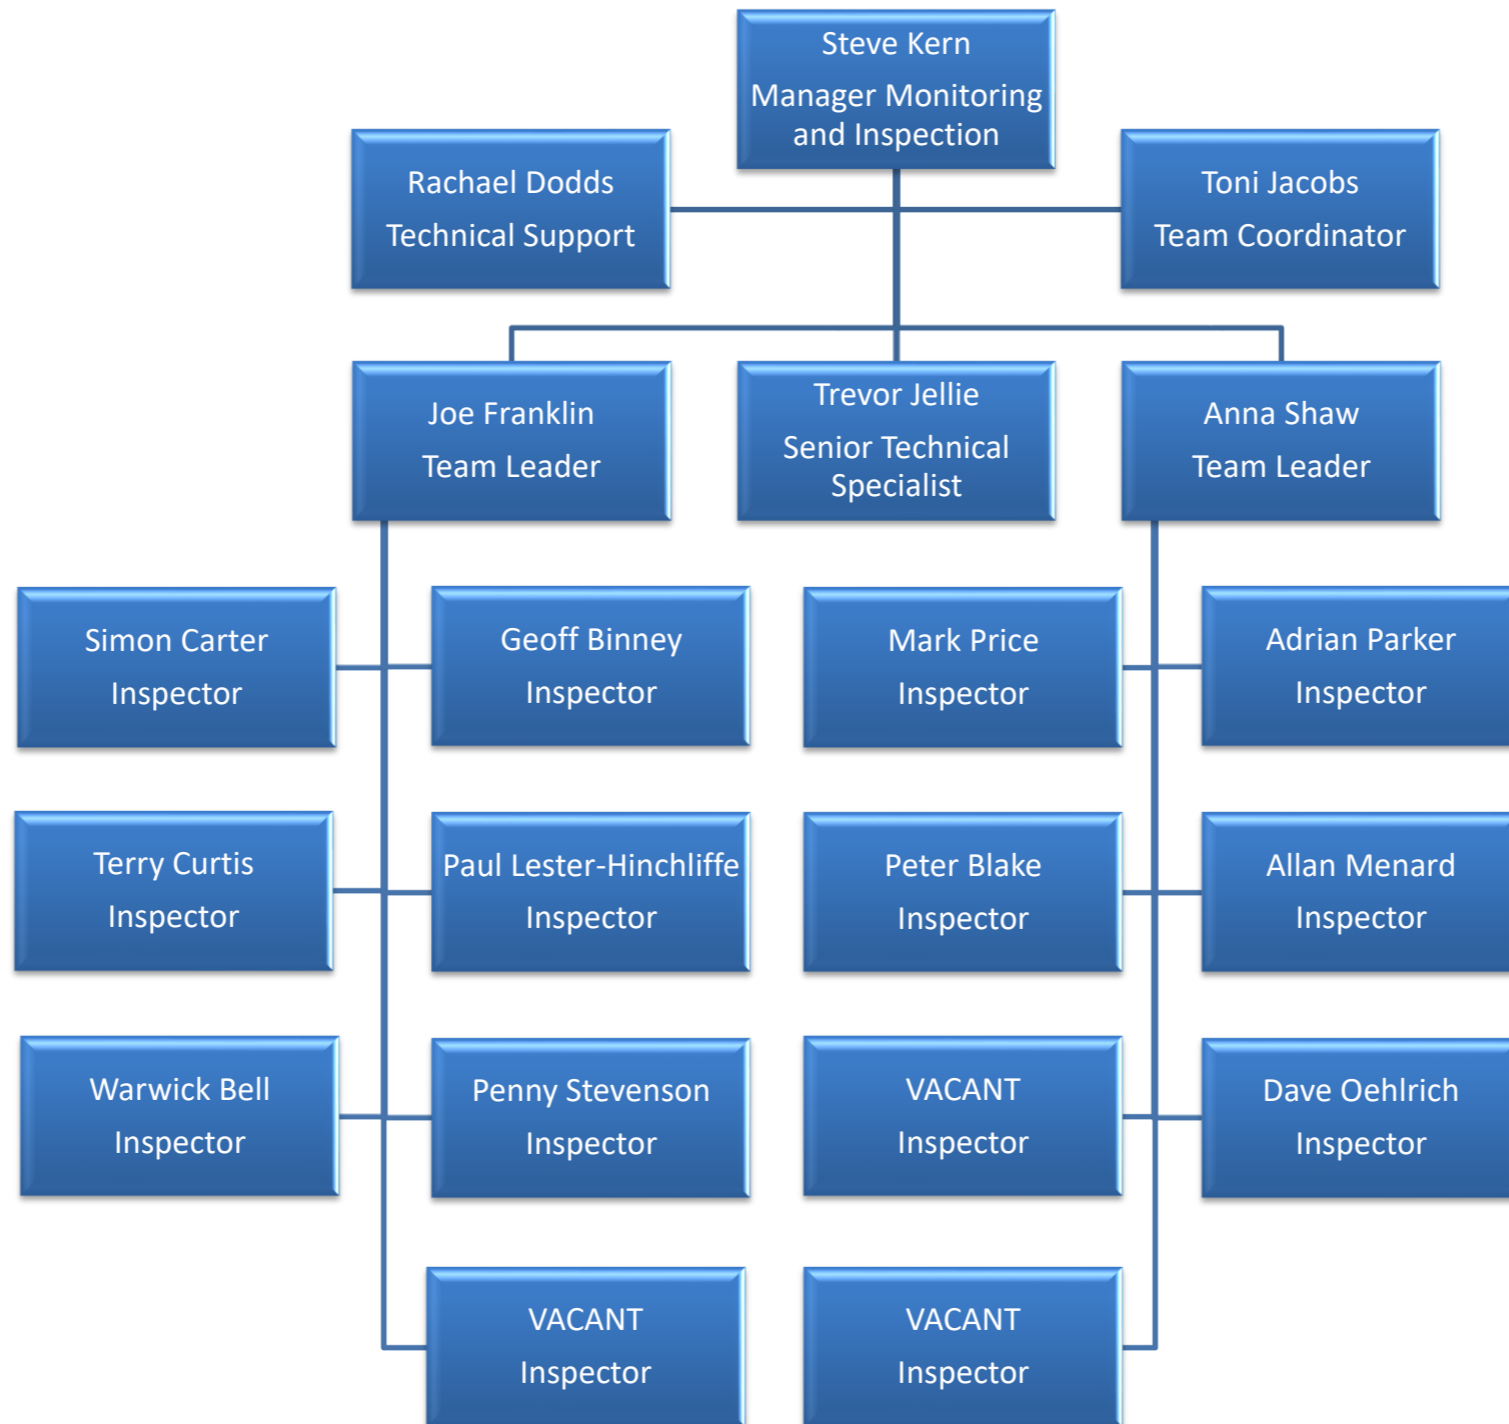 Steve Kern
Manager Monitoring
and Inspection
Rachael Dodds
Technical Support
Toni Jacobs
Team Coordinator
Joe Franklin
Team Leader
Trevor Jellie
Senior Technical
Specialist
Anna Shaw
Team Leader
Simon Carter
Inspector
Geoff Binney
Inspector
Mark Price
Inspector
Adrian Parker
Inspector
Terry Curtis
Inspector
Paul Lester-Hinchliffe
Inspector
Peter Blake
Inspector
Allan Menard
Inspector
Warwick Bell
Inspector
Penny Stevenson
Inspector
VACANT
Inspector
Dave Oehlrich
Inspector
VACANT
Inspector
VACANT
Inspector